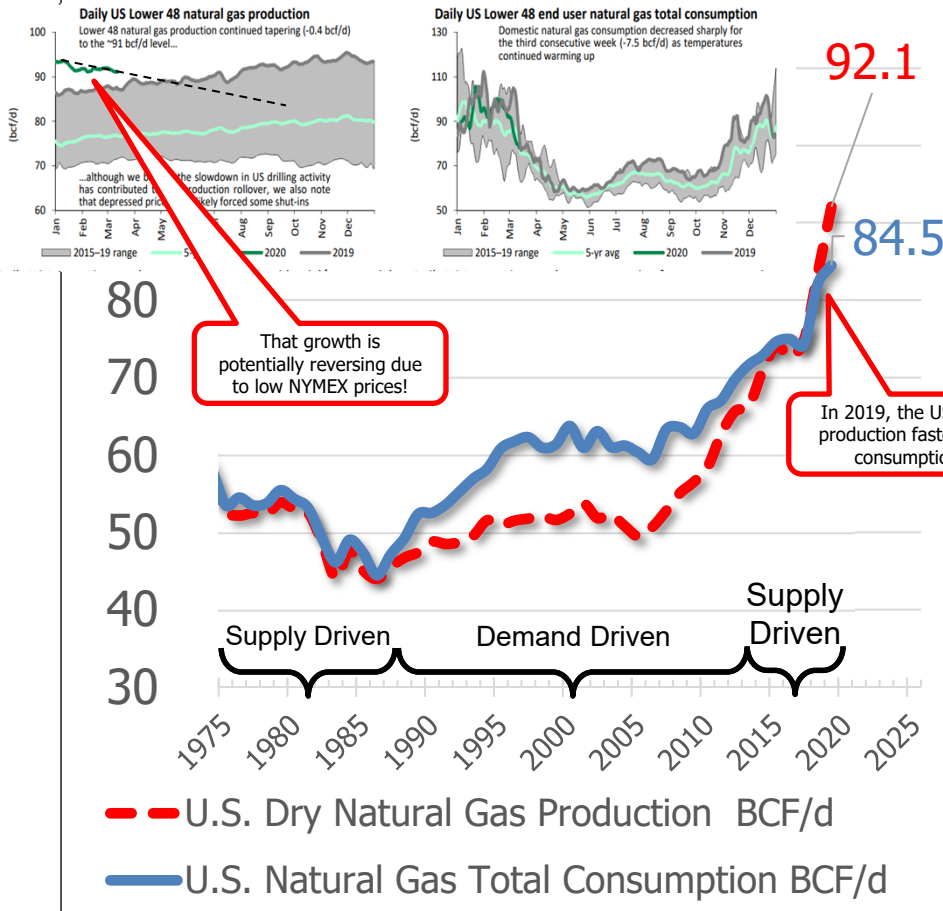 Daily US Lower 48 natural gas production
Lower 48 natural gas production continued tapering (-0.4 bcf/d)
to the ~91 bcf/d level...
100
90
80
70
60
(bcf/d)
...although we b the slowdown in US drilling activity
has contributed t roduction rollover, we also note
that depressed pric likely forced some shut-ins
Jan
Feb
Mar
Apr
May
Jun
Jul
Aug
Sep
Oct
Nov
Dec
2015–19 range
5-
2020
2019
Daily US Lower 48 end user natural gas total consumption
Domestic natural gas consumption decreased sharply for
the third consecutive week (-7.5 bcf/d) as temperatures
continued warming up
130
110
90
70
50
(bcf/d)
Jan
Feb
Mar
Apr
May
Jun
Jul
Aug
Sep
Oct
Nov
Dec
2015–19 range
5-yr avg
2020
2019
92.1
84.5
That growth is
potentially reversing due
to low NYMEX prices!
In 2019, the US
production faste
consumptio
80
70
60
50
40
30
Supply Driven
Demand Driven
Supply
Driven
1975
1980
1985
1990
1995
2000
2005
2010
2015
2020
2025
U.S. Dry Natural Gas Production BCF/d
U.S. Natural Gas Total Consumption BCF/d